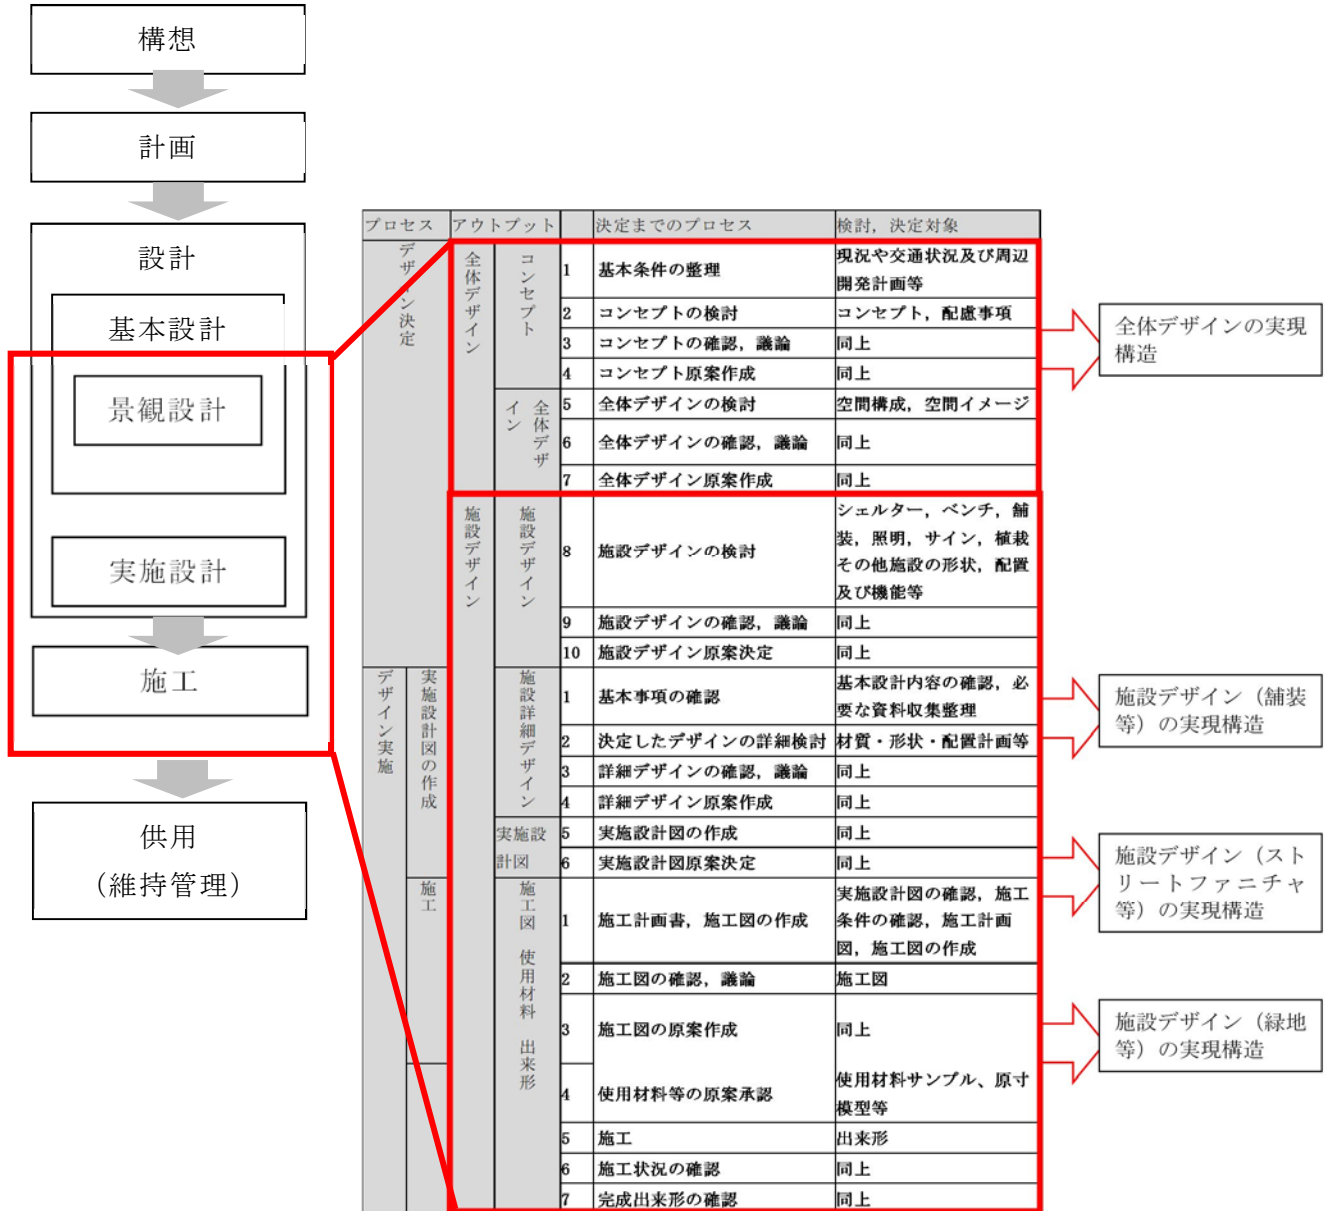 構想
計画
設計
基本設計
景観設計
実施設計
施工
供用
（維持管理）
プロセス アウトプット 決定までのプロセス 検討，決定対象
デザイン決定
全体デザイン
コンセプト
1 基本条件の整理 現況や交通状況及び周辺
開発計画等
2 コンセプトの検討 コンセプト，配慮事項
3 コンセプトの確認，議論 同上
4 コンセプト原案作成 同上
全体デザ
イン
5 全体デザインの検討 空間構成，空間イメージ
6 全体デザインの確認，議論 同上
7 全体デザイン原案作成 同上
施設デザイン
施設デザイン
8 施設デザインの検討 シェルター，ベンチ，舗
装，照明，サイン，植栽
その他施設の形状，配置
及び機能等
9 施設デザインの確認，議論 同上
10 施設デザイン原案決定 同上
デザイン実施
実施設計図の作成
施設詳細デザイン
1 基本事項の確認 基本設計内容の確認，必
要な資料収集整理
2 決定したデザインの詳細検討 材質・形状・配置計画等
3 詳細デザインの確認，議論 同上
4 詳細デザイン原案作成 同上
実施設
計図
5 実施設計図の作成 同上
6 実施設計図原案決定 同上
施工
施工図 使用材料 出来形
1 施工計画書，施工図の作成 実施設計図の確認，施工
条件の確認，施工計画
図，施工図の作成
2 施工図の確認，議論 施工図
3 施工図の原案作成 同上
4 使用材料等の原案承認 使用材料サンプル、原寸
模型等
5 施工 出来形
6 施工状況の確認 同上
7 完成出来形の確認 同上
全体デザインの実現
構造
施設デザイン（舗装
等）の実現構造
施設デザイン（スト
リートファニチャ
等）の実現構造
施設デザイン（緑地
等）の実現構造